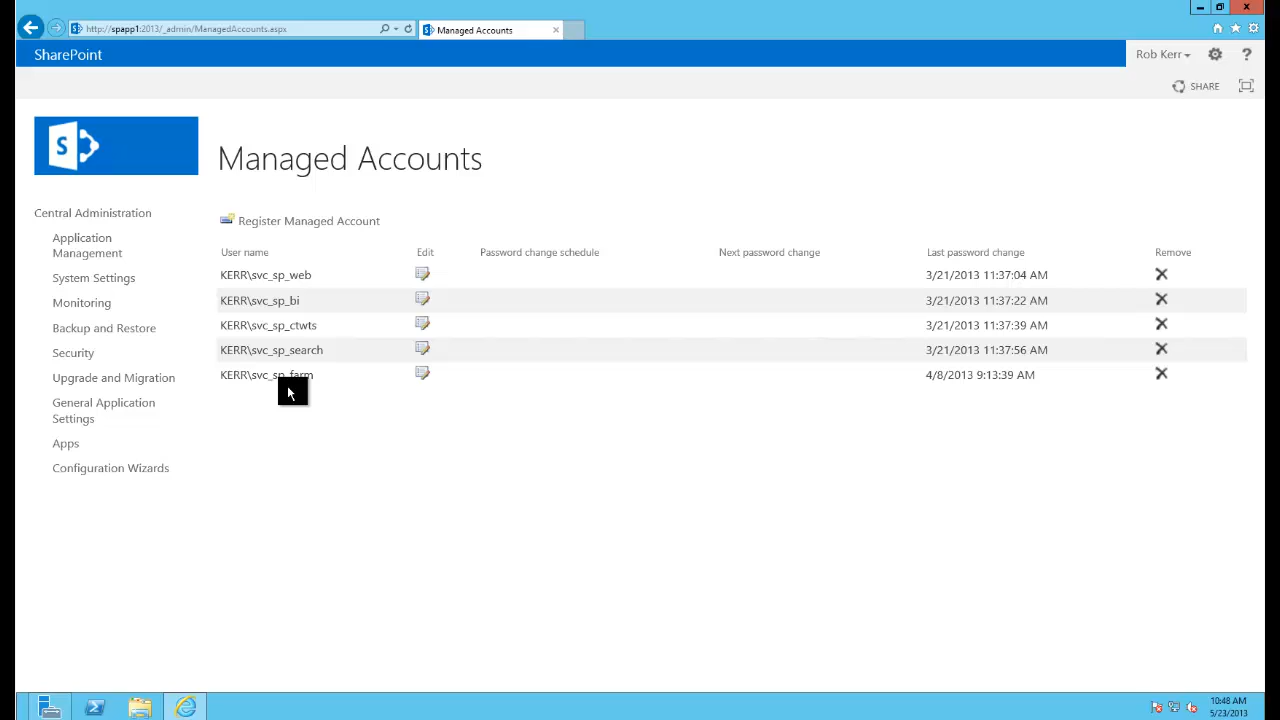 http://spapp1:2013/_admin/ManagedAccounts.aspx
Managed Accounts
SharePoint
Rob Kerr
?
SHARE
S
Managed Accounts
Central Administration
Application
Management
System Settings
Monitoring
Backup and Restore
Security
Upgrade and Migration
General Application
Settings
Apps
Configuration Wizards
Register Managed Account
User name Edit Password change schedule Next password change Last password change Remove
KERR\svc_sp_web 3/21/2013 11:37:04 AM
KERR\svc_sp_bi 3/21/2013 11:37:22 AM
KERR\svc_sp_ctwts 3/21/2013 11:37:39 AM
KERR\svc_sp_search 3/21/2013 11:37:56 AM
KERR\svc_sp_farm 4/8/2013 9:13:39 AM
10:48 AM
5/23/2013